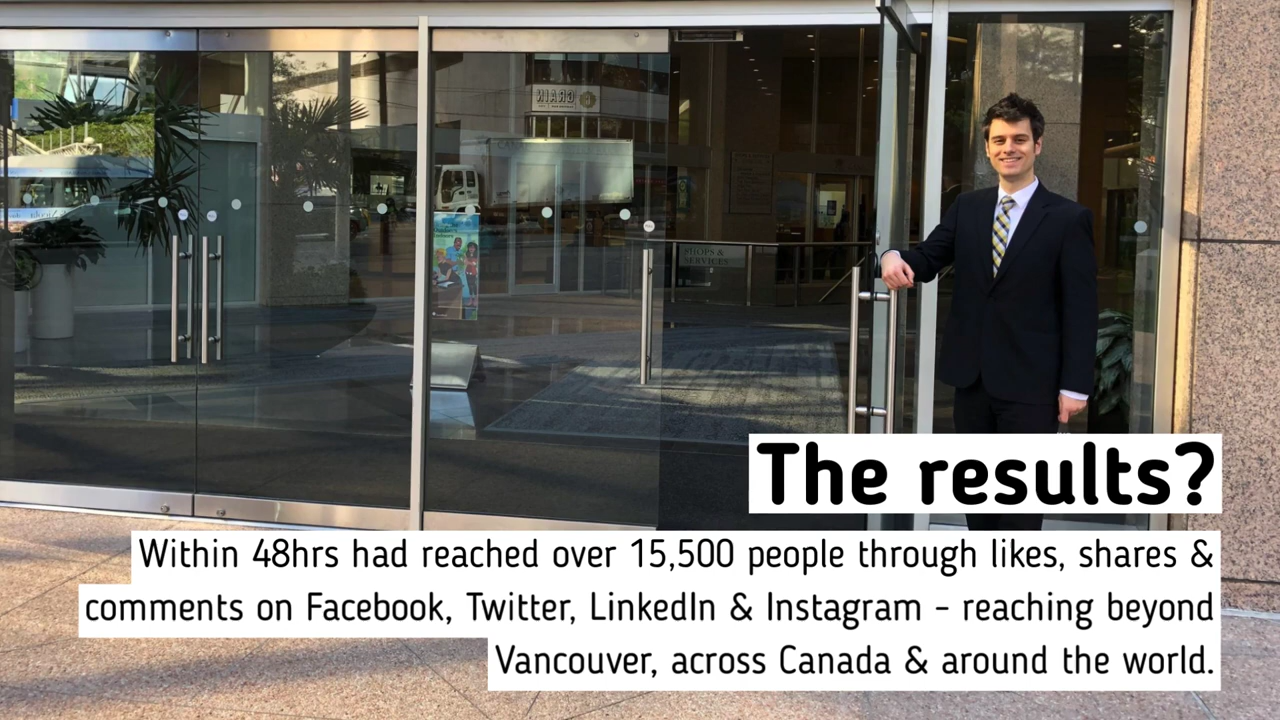 GRAIN
SHOPS &
SERVICES
The results?
Within 48hrs had reached over 15,500 people through likes, shares &
comments on Facebook, Twitter, LinkedIn & Instagram - reaching beyond
Vancouver, across Canada & around the world.